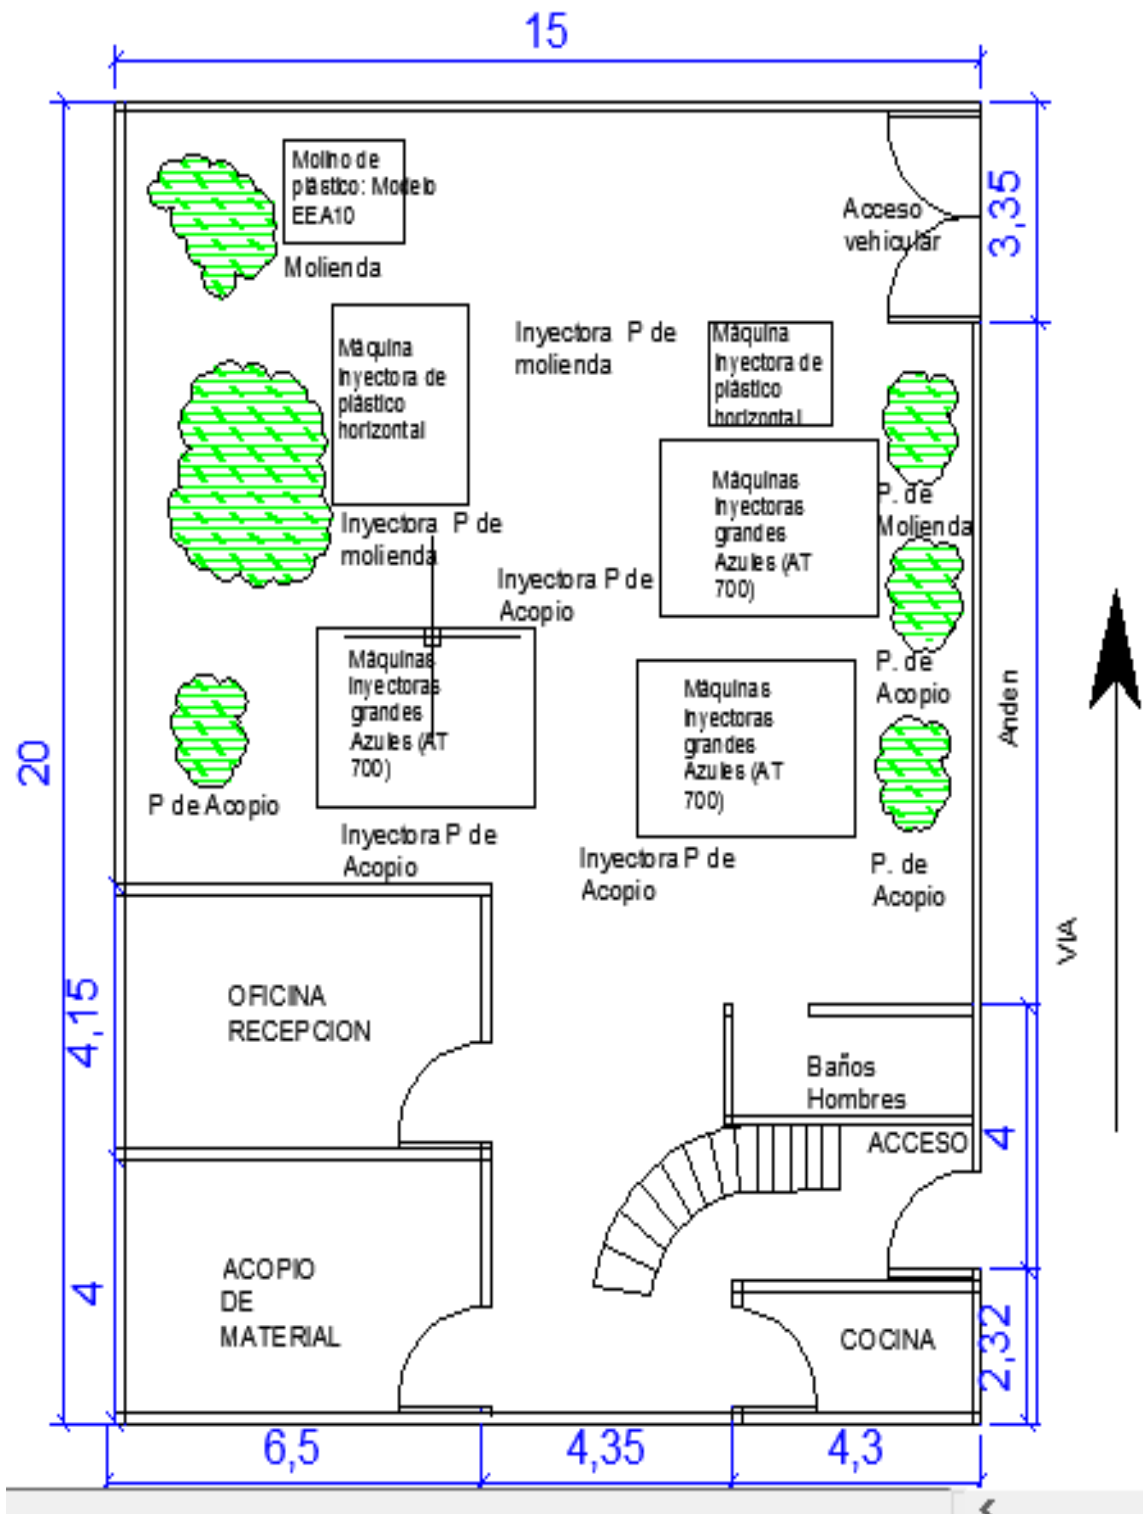 15
Molino de
plástico: Modelo
EEA10
Molienda
Acceso
vehicular
3,35
Máquina
Inyectora de
plástico
horizontal
Inyectora P de
molienda
Inyectora P de
molienda
Máquina
Inyectora de
plástico
horizontal
Máquinas
Inyectoras
grandes
Azules (AT
700)
P. de
Molienda
Inyectora P de
Acopio
P. de
Acopio
Máquinas
Inyectoras
grandes
Azules (AT
700)
Máquinas
Inyectoras
grandes
Azules (AT
700)
Anden
20
P de Acopio
Inyectora P de
Acopio
Inyectora P de
Acopio
P. de
Acopio
VIA
4,15
OFICINA
RECEPCION
Baños
Hombres
ACCESO
4
ACOPIO
DE
MATERIAL
4
COCINA
2,32
6,5
4,35
4,3